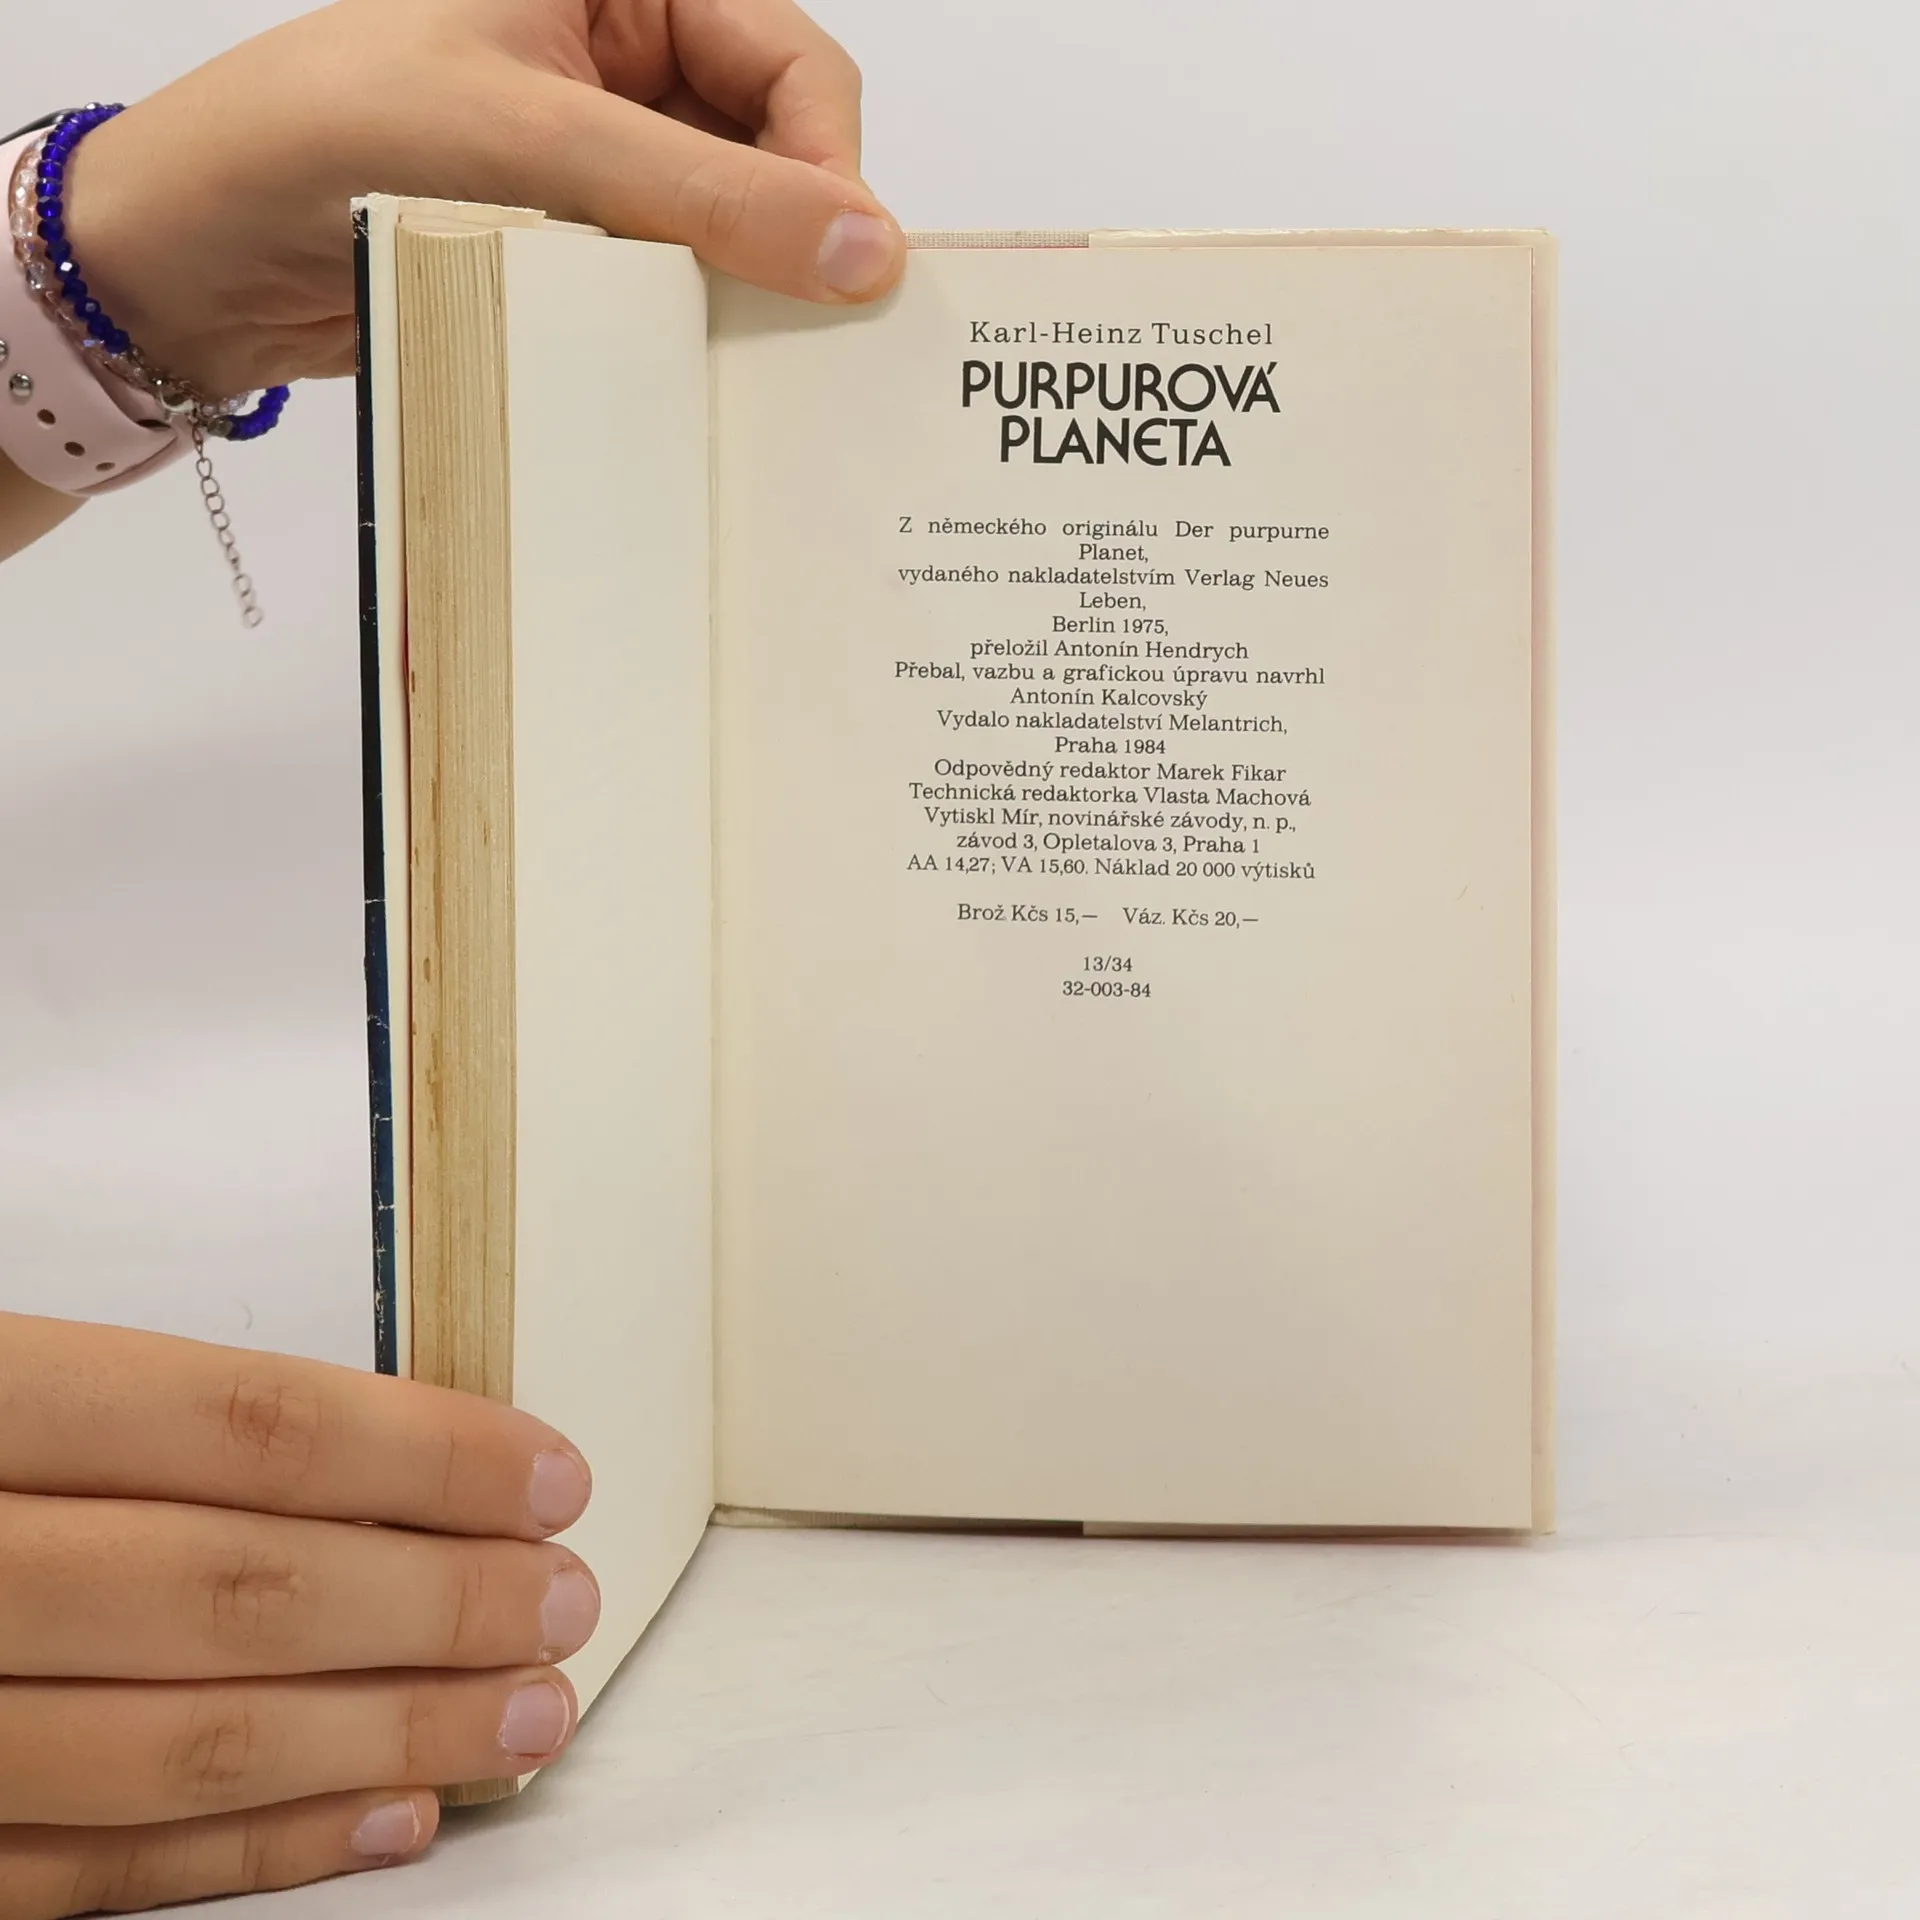 Karl-Heinz Tuschel
PURPUROVÁ
PLANETA
Z německého originálu Der purpurne
Planet,
vydaného nakladatelstvím Verlag Neues
Leben,
Berlin 1975,
přeložil Antonín Hendrych
Přebal, vazbu a grafickou úpravu navrhl
Antonín Kalcovský
Vydalo nakladatelství Melantrich,
Praha 1984
Odpovědný redaktor Marek Fikar
Technická redaktorka Vlasta Machová
Vytiskl Mír, novinářské závody, n. p.,
závod 3, Opletalova 3, Praha 1
AA 14,27; VA 15,60. Náklad 20 000 výtisků
Brož. Kčs 15,— Váz. Kčs 20,—
13/34
32-003-84